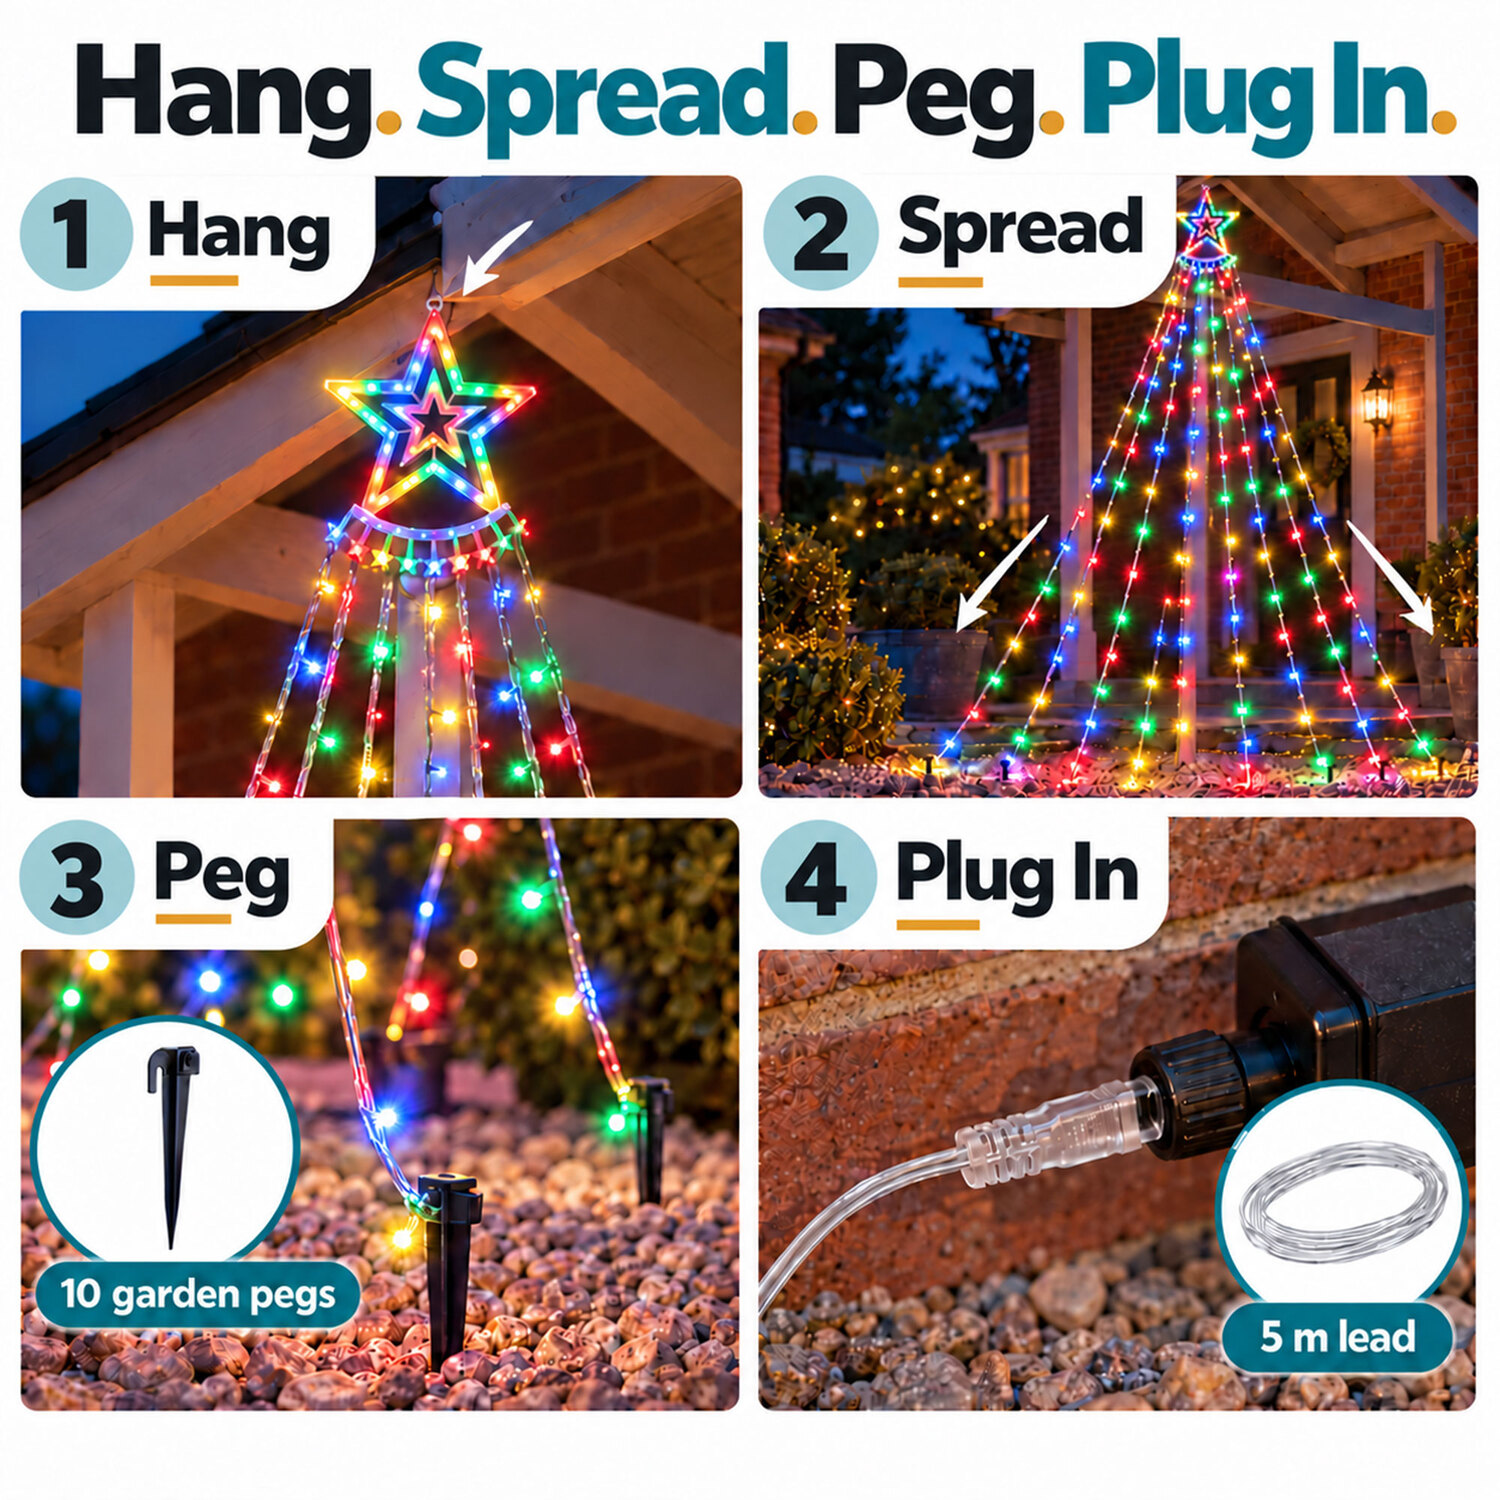 Hang. Spread. Peg. Plug In.
1 Hang
2 Spread
3 Peg
10 garden pegs
4 Plug In
5 m lead